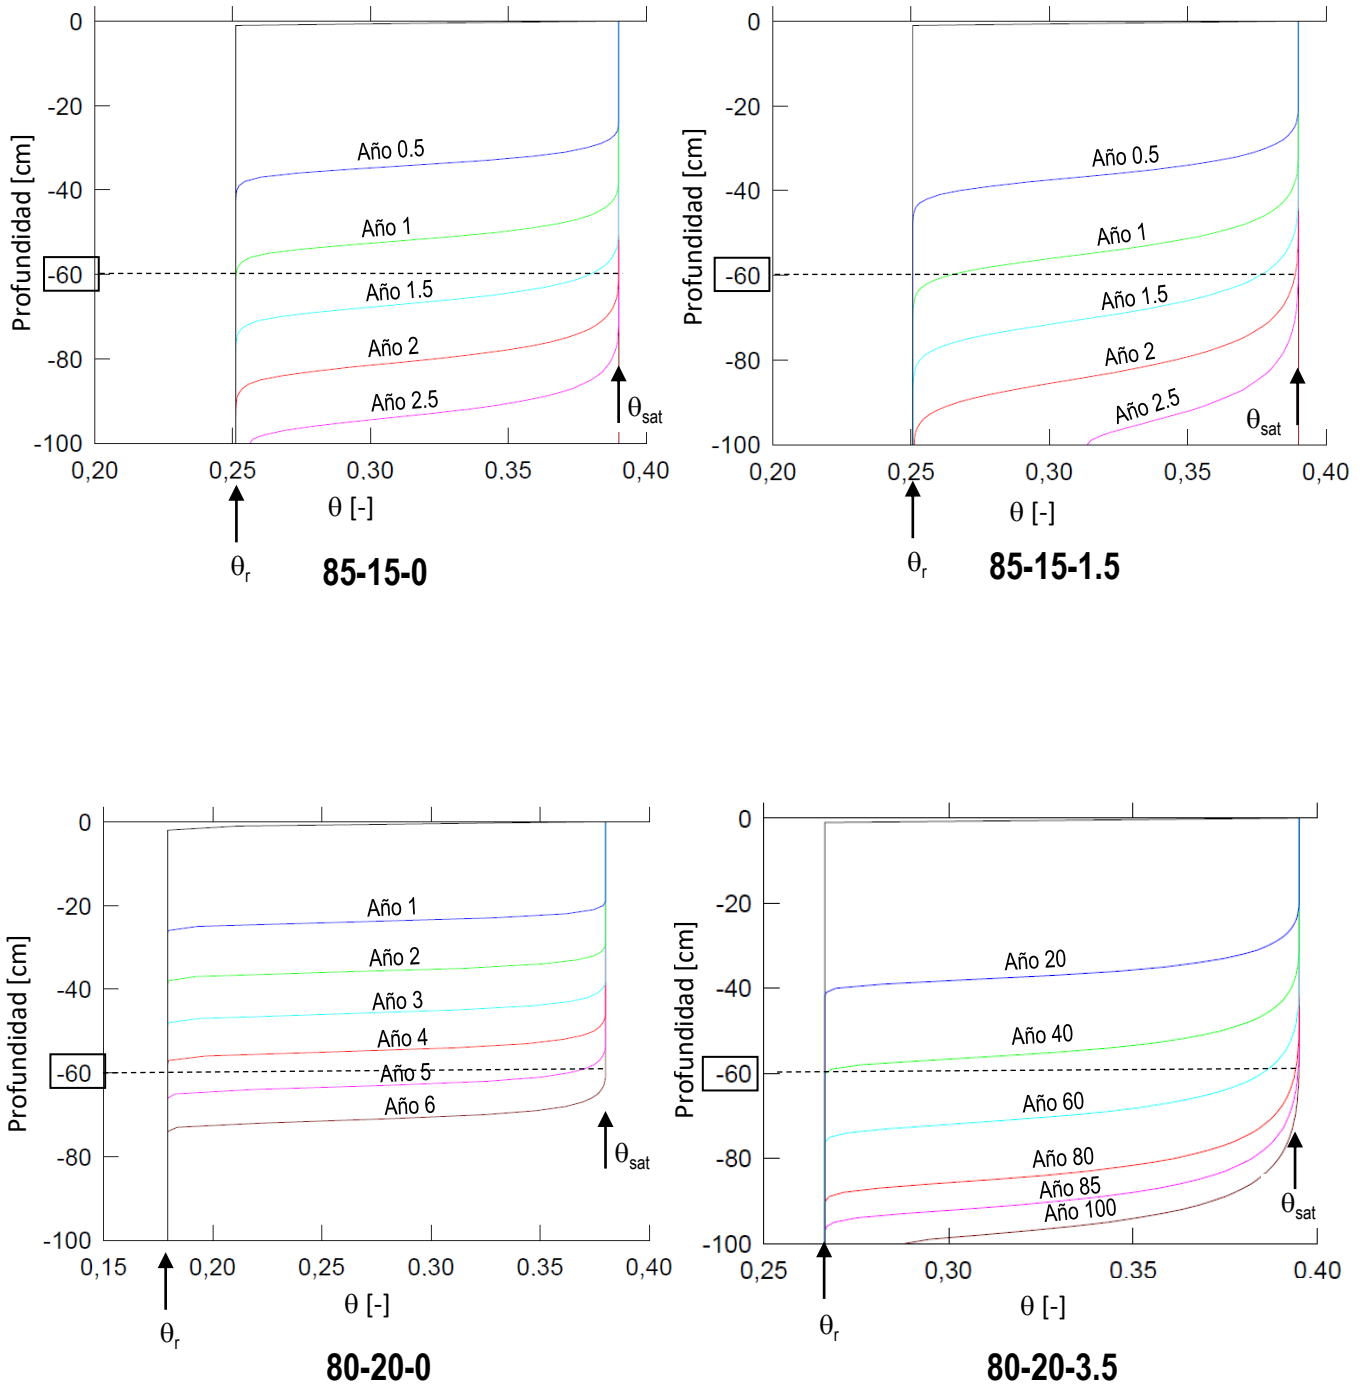 0
-20
-40
-60
-80
-100
Profundidad [cm]
Año 0.5
Año 1
Año 1.5
Año 2
Año 2.5
θsat
0,20
0,25
0,30
0,35
0,40
θ [-]
θr
85-15-0
0
-20
-40
-60
-80
-100
Profundidad [cm]
Año 0.5
Año 1
Año 1.5
Año 2
Año 2.5
θsat
0,20
0,25
0,30
0,35
0,40
θ [-]
θr
85-15-1.5
0
-20
-40
-60
-80
-100
Profundidad [cm]
Año 1
Año 2
Año 3
Año 4
Año 5
Año 6
θsat
0,15
0,20
0,25
0,30
0,35
0,40
θ [-]
θr
80-20-0
0
-20
-40
-60
-80
-100
Profundidad [cm]
Año 20
Año 40
Año 60
Año 80
Año 85
Año 100
θsat
0,25
0,30
0.35
0.40
θ [-]
θr
80-20-3.5